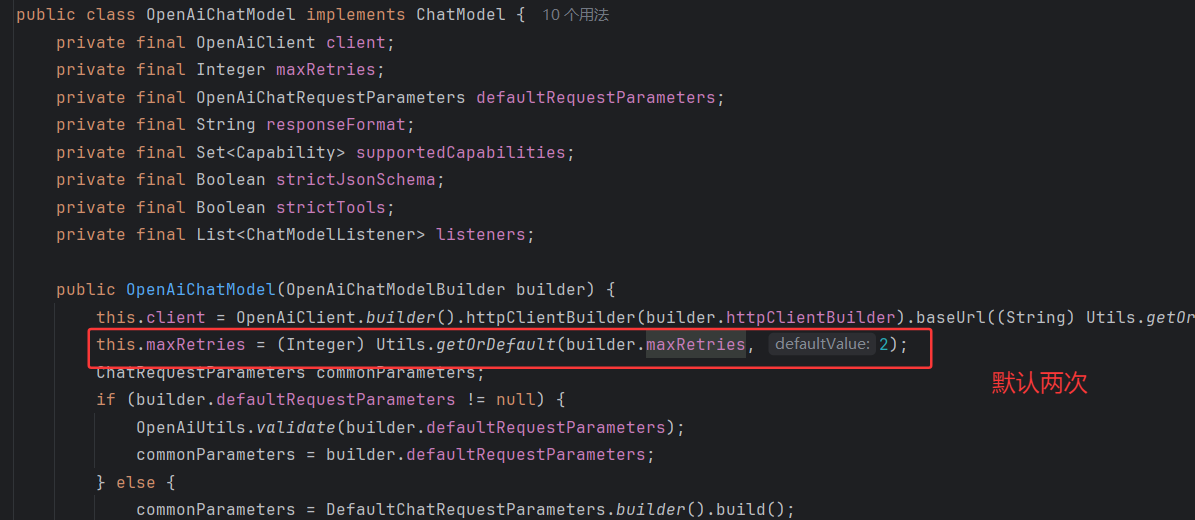 public class OpenAiChatModel implements ChatModel { 10 个用法
private final OpenAiClient client;
private final Integer maxRetries;
private final OpenAiChatRequestParameters defaultRequestParameters;
private final String responseFormat;
private final Set<Capability> supportedCapabilities;
private final Boolean strictJsonSchema;
private final Boolean strictTools;
private final List<ChatModelListener> listeners;
public OpenAiChatModel(OpenAiChatModelBuilder builder) {
this.client = OpenAiClient.builder().httpClientBuilder(builder.httpClientBuilder).baseUrl((String) Utils.getOr
this.maxRetries = (Integer) Utils.getOrDefault(builder.maxRetries, defaultValue: 2);
ChatRequestParameters commonParameters;
默认两次
if (builder.defaultRequestParameters != null) {
OpenAiUtils.validate(builder.defaultRequestParameters);
commonParameters = builder.defaultRequestParameters;
} else {
commonParameters = DefaultChatRequestParameters.builder().build();